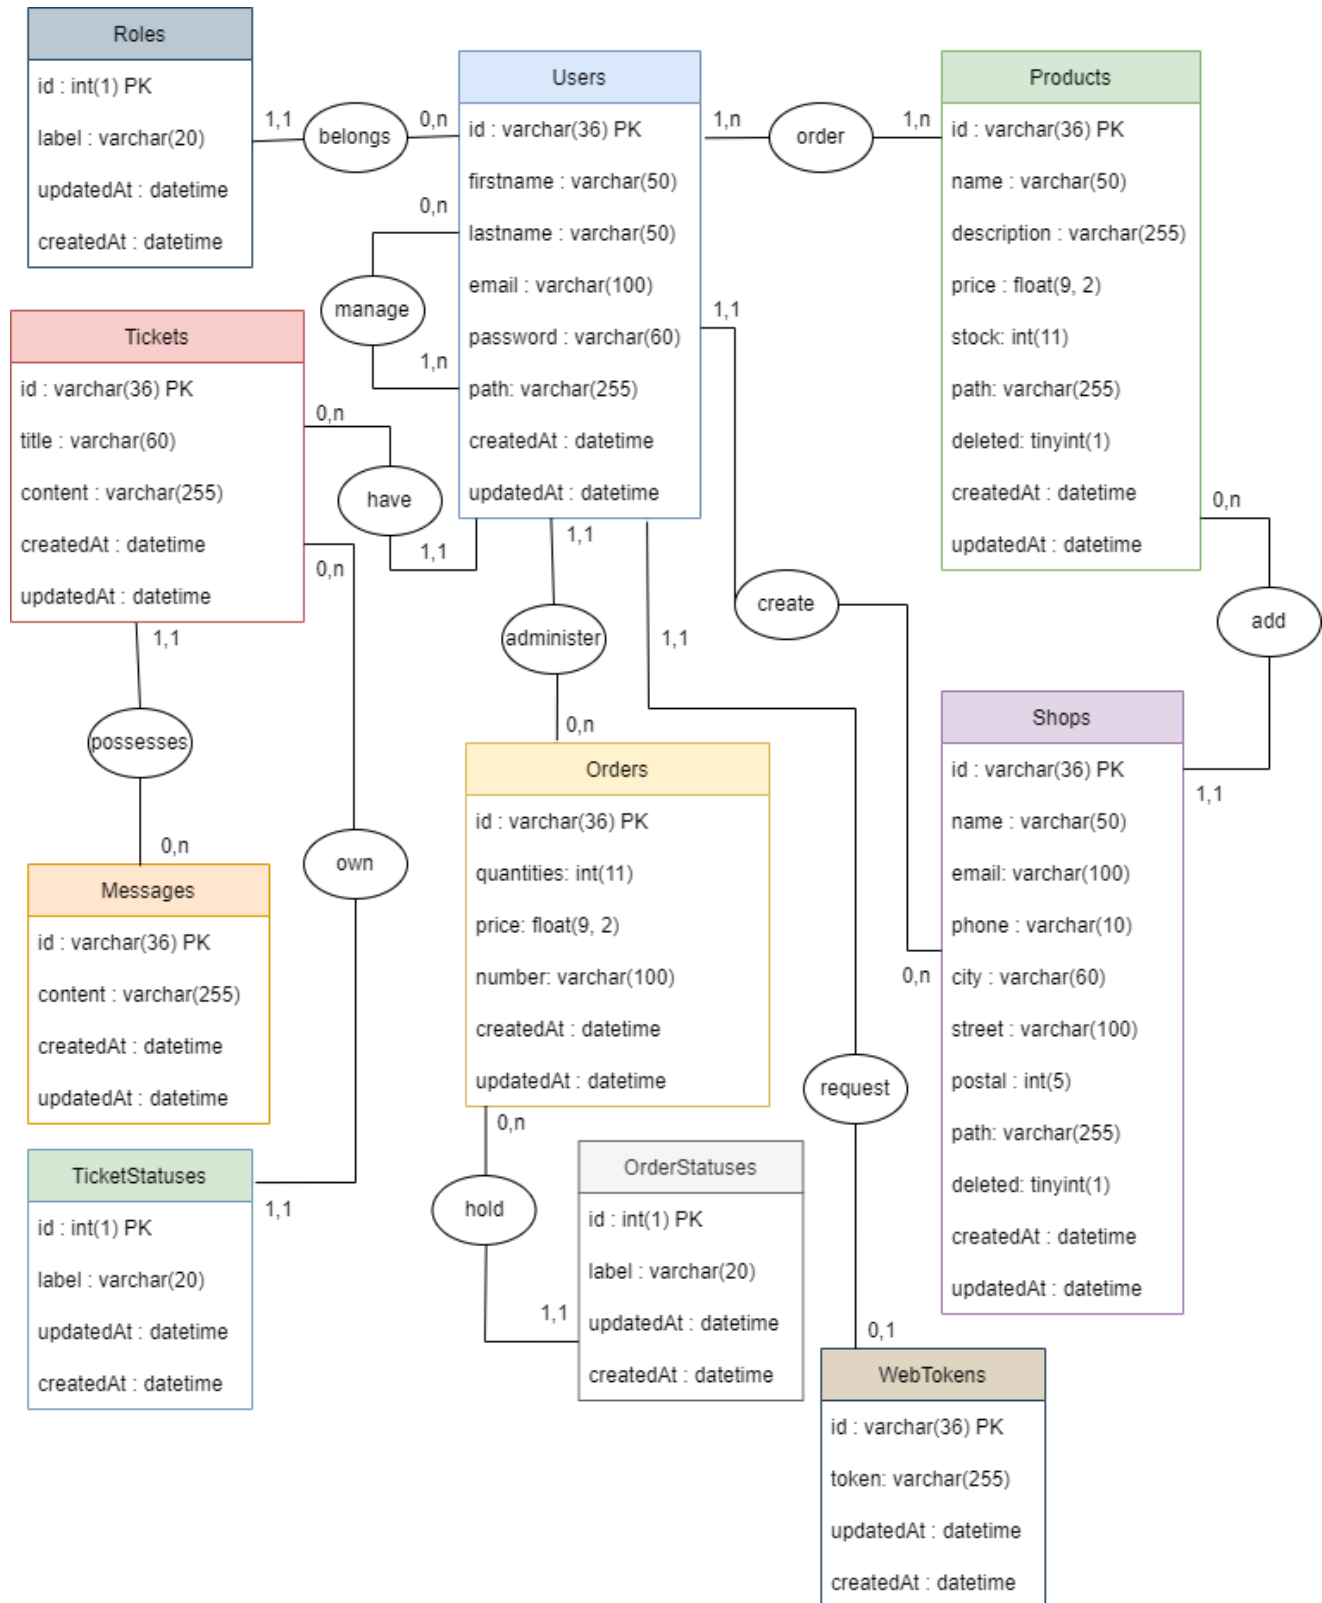 Roles
id : int(1) PK
label : varchar(20)
updatedAt : datetime
createdAt : datetime
1,1
belongs
0,n
Users
id : varchar(36) PK
firstname : varchar(50)
lastname : varchar(50)
email : varchar(100)
password : varchar(60)
path: varchar(255)
createdAt : datetime
updatedAt : datetime
1,n
order
1,n
Products
id : varchar(36) PK
name : varchar(50)
description : varchar(255)
price : float(9, 2)
stock: int(11)
path: varchar(255)
deleted: tinyint(1)
createdAt : datetime
updatedAt : datetime
0,n
manage
1,n
1,1
Tickets
id : varchar(36) PK
title : varchar(60)
content : varchar(255)
createdAt : datetime
updatedAt : datetime
0,n
have
1,1
0,n
1,1
administer
0,n
1,1
create
0,n
0,n
add
1,1
1,1
possesses
0,n
own
1,1
Messages
id : varchar(36) PK
content : varchar(255)
createdAt : datetime
updatedAt : datetime
Orders
id : varchar(36) PK
quantities: int(11)
price: float(9, 2)
number: varchar(100)
createdAt : datetime
updatedAt : datetime
Shops
id : varchar(36) PK
name : varchar(50)
email: varchar(100)
phone : varchar(10)
city : varchar(60)
street : varchar(100)
postal : int(5)
path: varchar(255)
deleted: tinyint(1)
createdAt : datetime
updatedAt : datetime
request
0,1
TicketStatuses
id : int(1) PK
label : varchar(20)
updatedAt : datetime
createdAt : datetime
0,n
hold
1,1
OrderStatuses
id : int(1) PK
label : varchar(20)
updatedAt : datetime
createdAt : datetime
WebTokens
id : varchar(36) PK
token: varchar(255)
updatedAt : datetime
createdAt : datetime